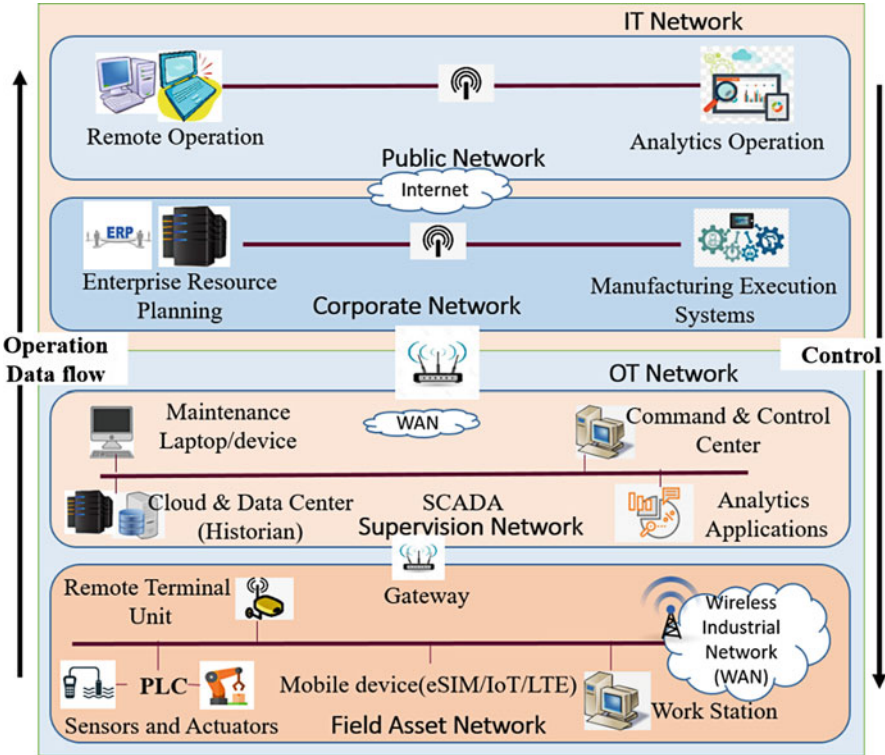 IT Network
Remote Operation
Analytics Operation
Public Network
Internet
ERP
Enterprise Resource
Planning
Manufacturing Execution
Systems
Corporate Network
Operation
Data flow
Control
OT Network
Maintenance
Laptop/device
WAN
Command & Control
Center
Cloud & Data Center
(Historian)
SCADA
Analytics
Applications
Supervision Network
Gateway
Remote Terminal
Unit
Wireless
Industrial
Network
(WAN)
PLC
Mobile device(eSIM/IoT/LTE)
Work Station
Sensors and Actuators
Field Asset Network